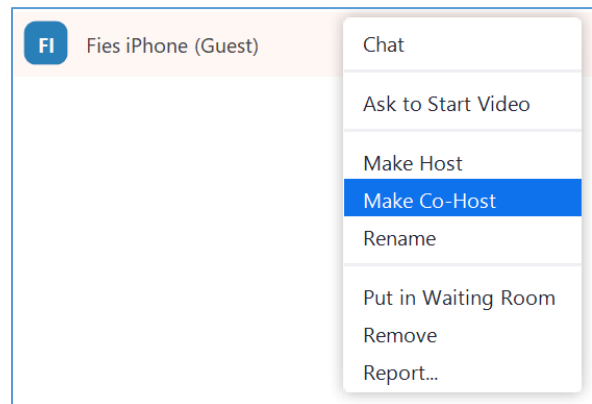 FI
Fies iPhone (Guest)
Chat
Ask to Start Video
Make Host
Make Co-Host
Rename
Put in Waiting Room
Remove
Report...